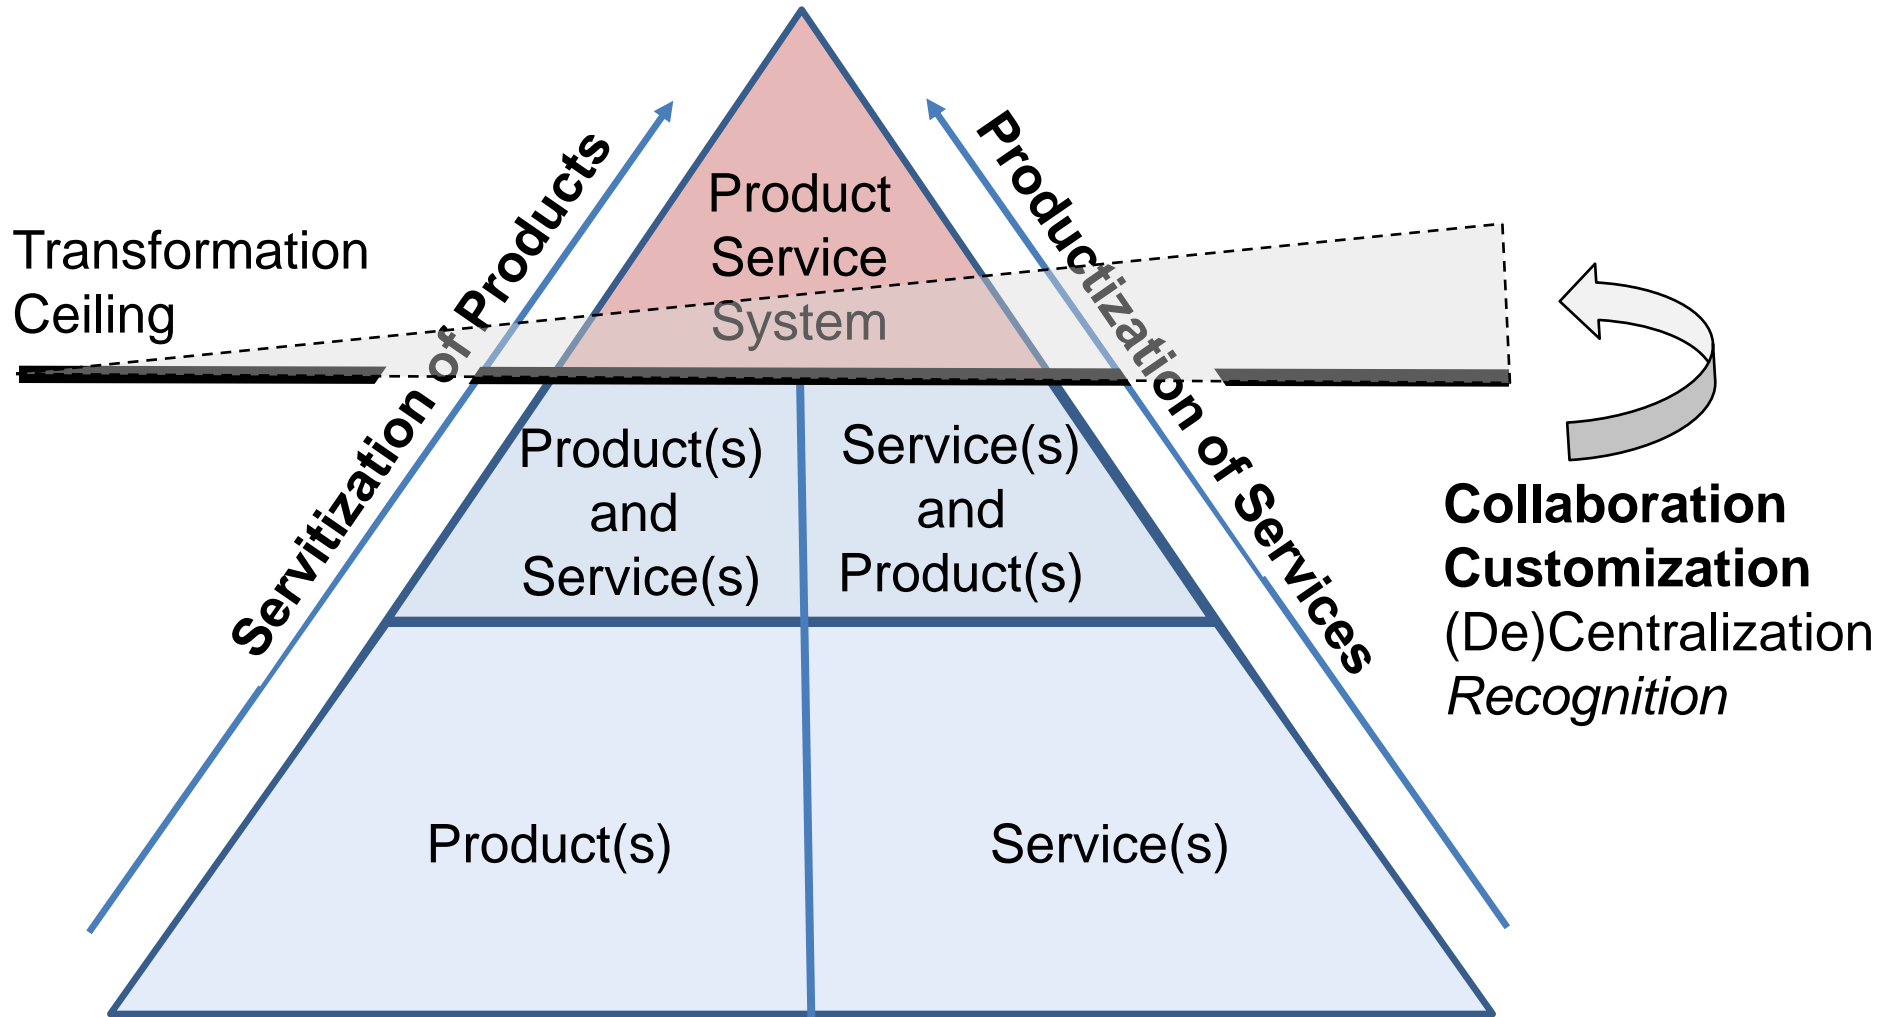 Product
Service
System
Transformation
Ceiling
Servitization of Products
Productization of Services
Product(s)
and
Service(s)
Service(s)
and
Product(s)
Collaboration
Customization
(De)Centralization
Recognition
Product(s)
Service(s)